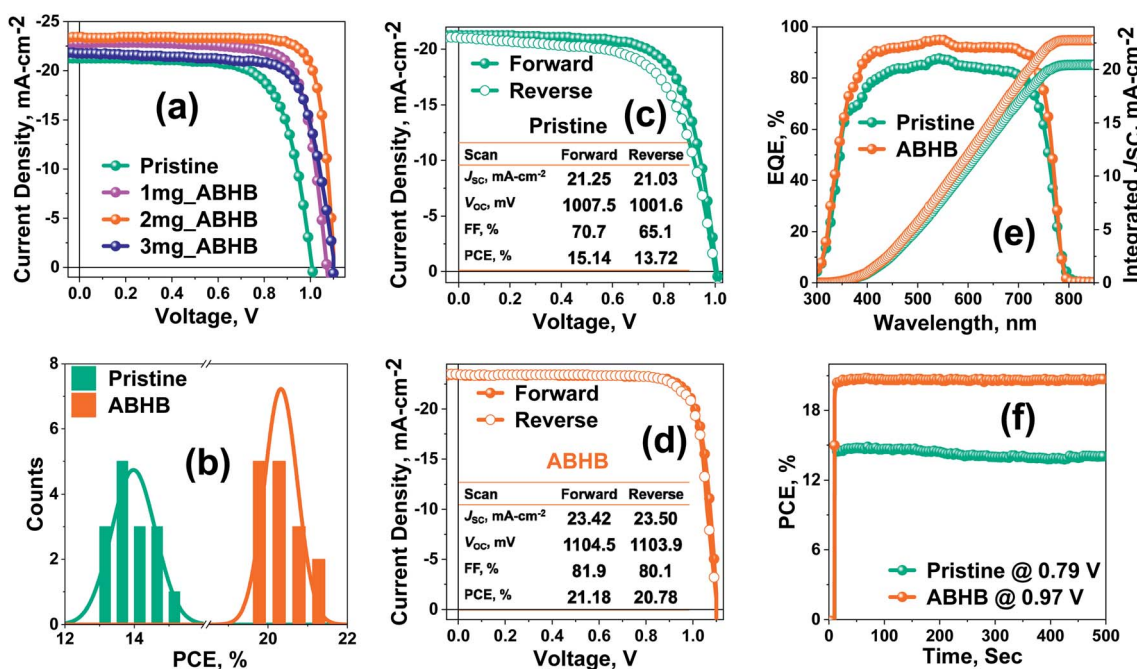 (a)
Current Density, mA-cm-2
-25
-20
-15
-10
-5
0
Pristine
1mg_ABHB
2mg_ABHB
3mg_ABHB
0.0 0.2 0.4 0.6 0.8 1.0
Voltage, V
(b)
Counts
8
6
4
2
0
Pristine
ABHB
12 14 20 22
PCE, %
(c)
Current Density, mA-cm-2
-20
-15
-10
-5
0
Forward
Reverse
Pristine
Scan Forward Reverse
JSC, mA-cm-2 21.25 21.03
VOC, mV 1007.5 1001.6
FF, % 70.7 65.1
PCE, % 15.14 13.72
0.0 0.2 0.4 0.6 0.8 1.0
Voltage, V
(d)
Current Density, mA-cm-2
-20
-15
-10
-5
0
Forward
Reverse
ABHB
Scan Forward Reverse
JSC, mA-cm-2 23.42 23.50
VOC, mV 1104.5 1103.9
FF, % 81.9 80.1
PCE, % 21.18 20.78
0.0 0.2 0.4 0.6 0.8 1.0
Voltage, V
(e)
EQE, %
100
80
60
40
20
0
Pristine
ABHB
Integrated JSC, mA-cm-2
20
15
10
5
0
300 400 500 600 700 800
Wavelength, nm
(f)
PCE, %
18
12
6
0
Pristine @ 0.79 V
ABHB @ 0.97 V
0 100 200 300 400 500
Time, Sec